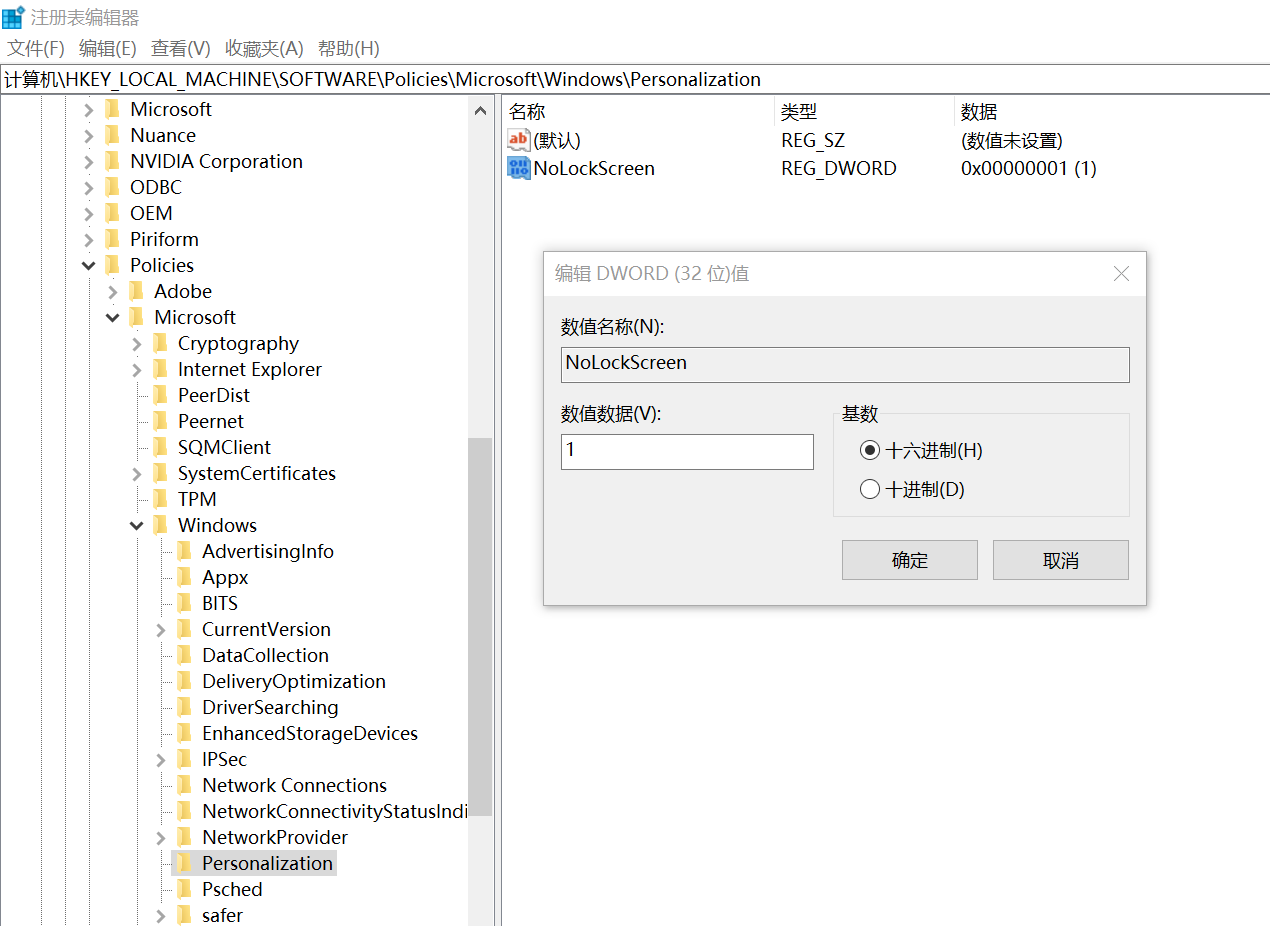 注册表编辑器
文件(F) 编辑(E) 查看(V) 收藏夹(A) 帮助(H)
计算机\HKEY_LOCAL_MACHINE\SOFTWARE\Policies\Microsoft\Windows\Personalization
Microsoft
Nuance
NVIDIA Corporation
ODBC
OEM
Piriform
Policies
Adobe
Microsoft
Cryptography
Internet Explorer
PeerDist
Peernet
SQMClient
SystemCertificates
TPM
Windows
AdvertisingInfo
Appx
BITS
CurrentVersion
DataCollection
DeliveryOptimization
DriverSearching
EnhancedStorageDevices
IPSec
Network Connections
NetworkConnectivityStatusIndi
NetworkProvider
Personalization
Psched
safer
名称 类型 数据
ab (默认) REG_SZ (数值未设置)
NoLockScreen REG_DWORD 0x00000001 (1)
编辑 DWORD (32 位)值
数值名称(N):
NoLockScreen
数值数据(V):
1
基数
十六进制(H)
十进制(D)
确定 取消